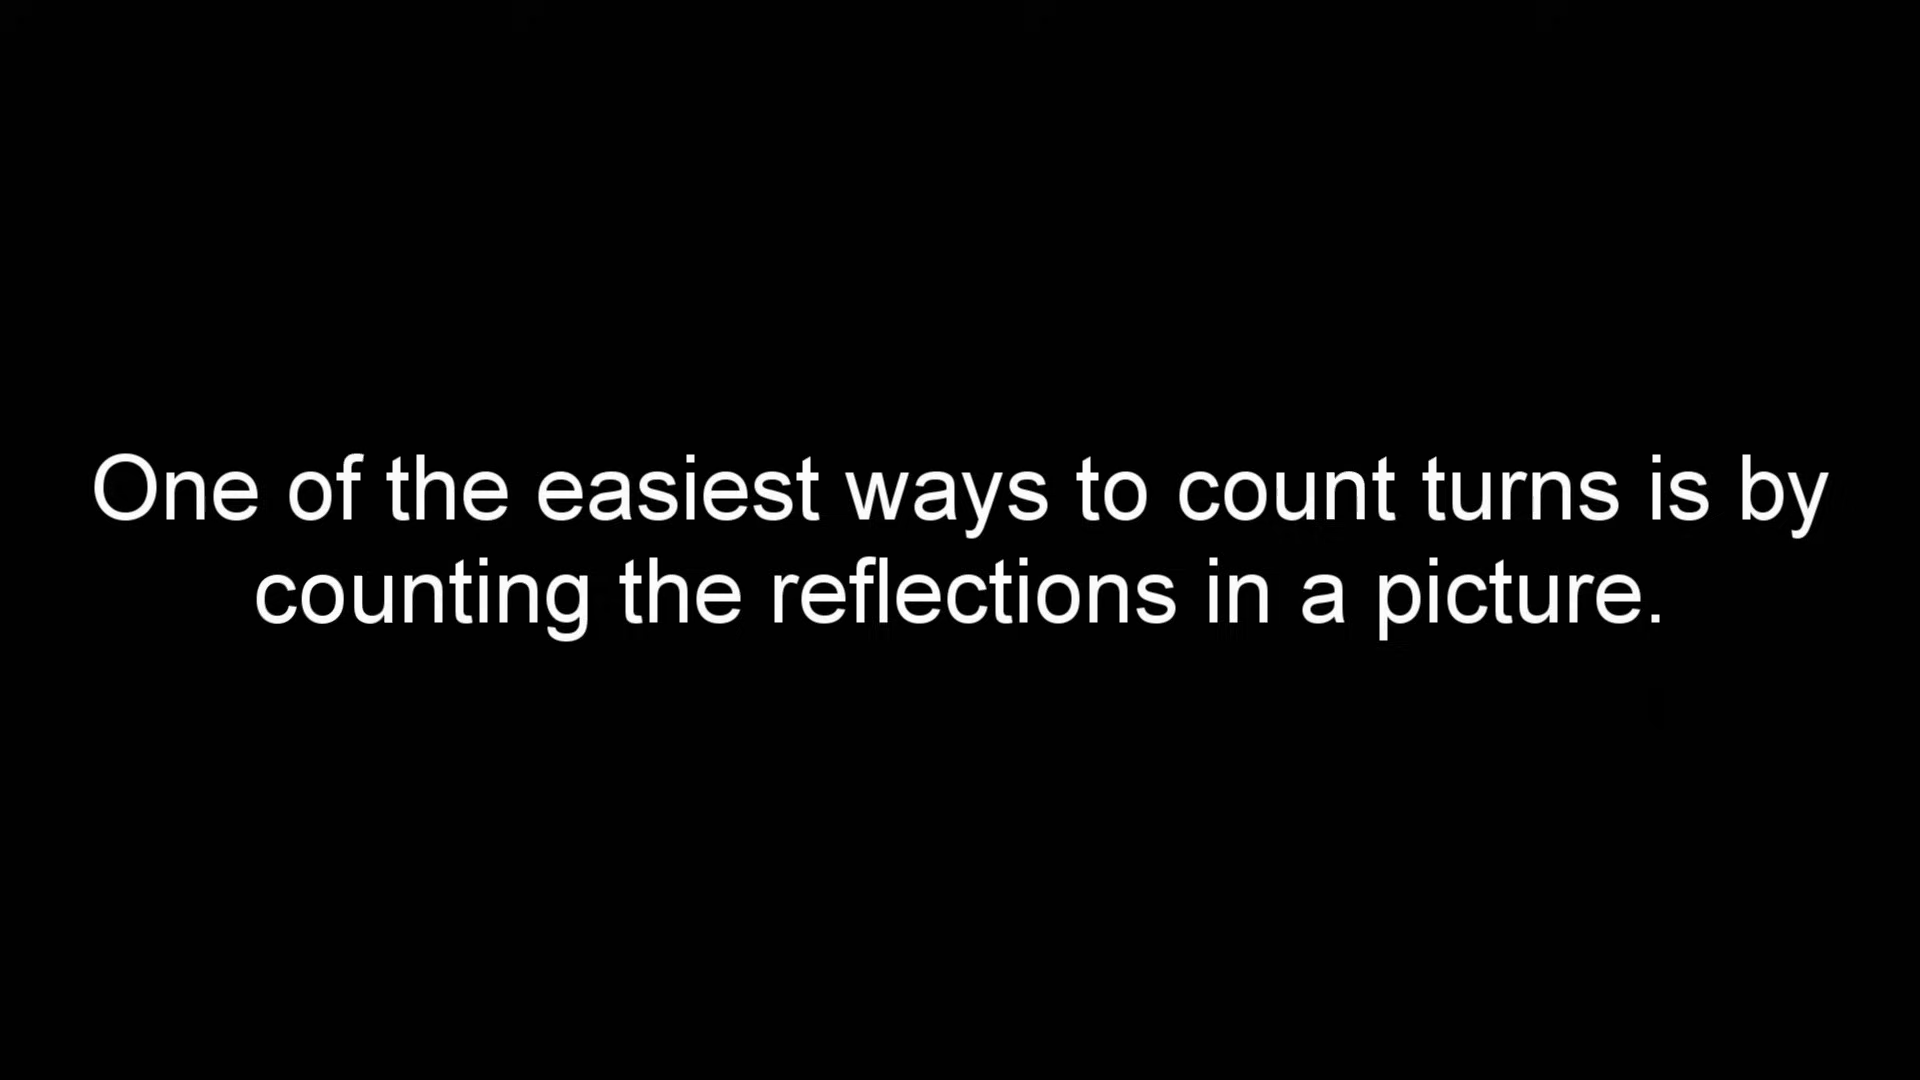 One of the easiest ways to count turns is by
counting the reflections in a picture.